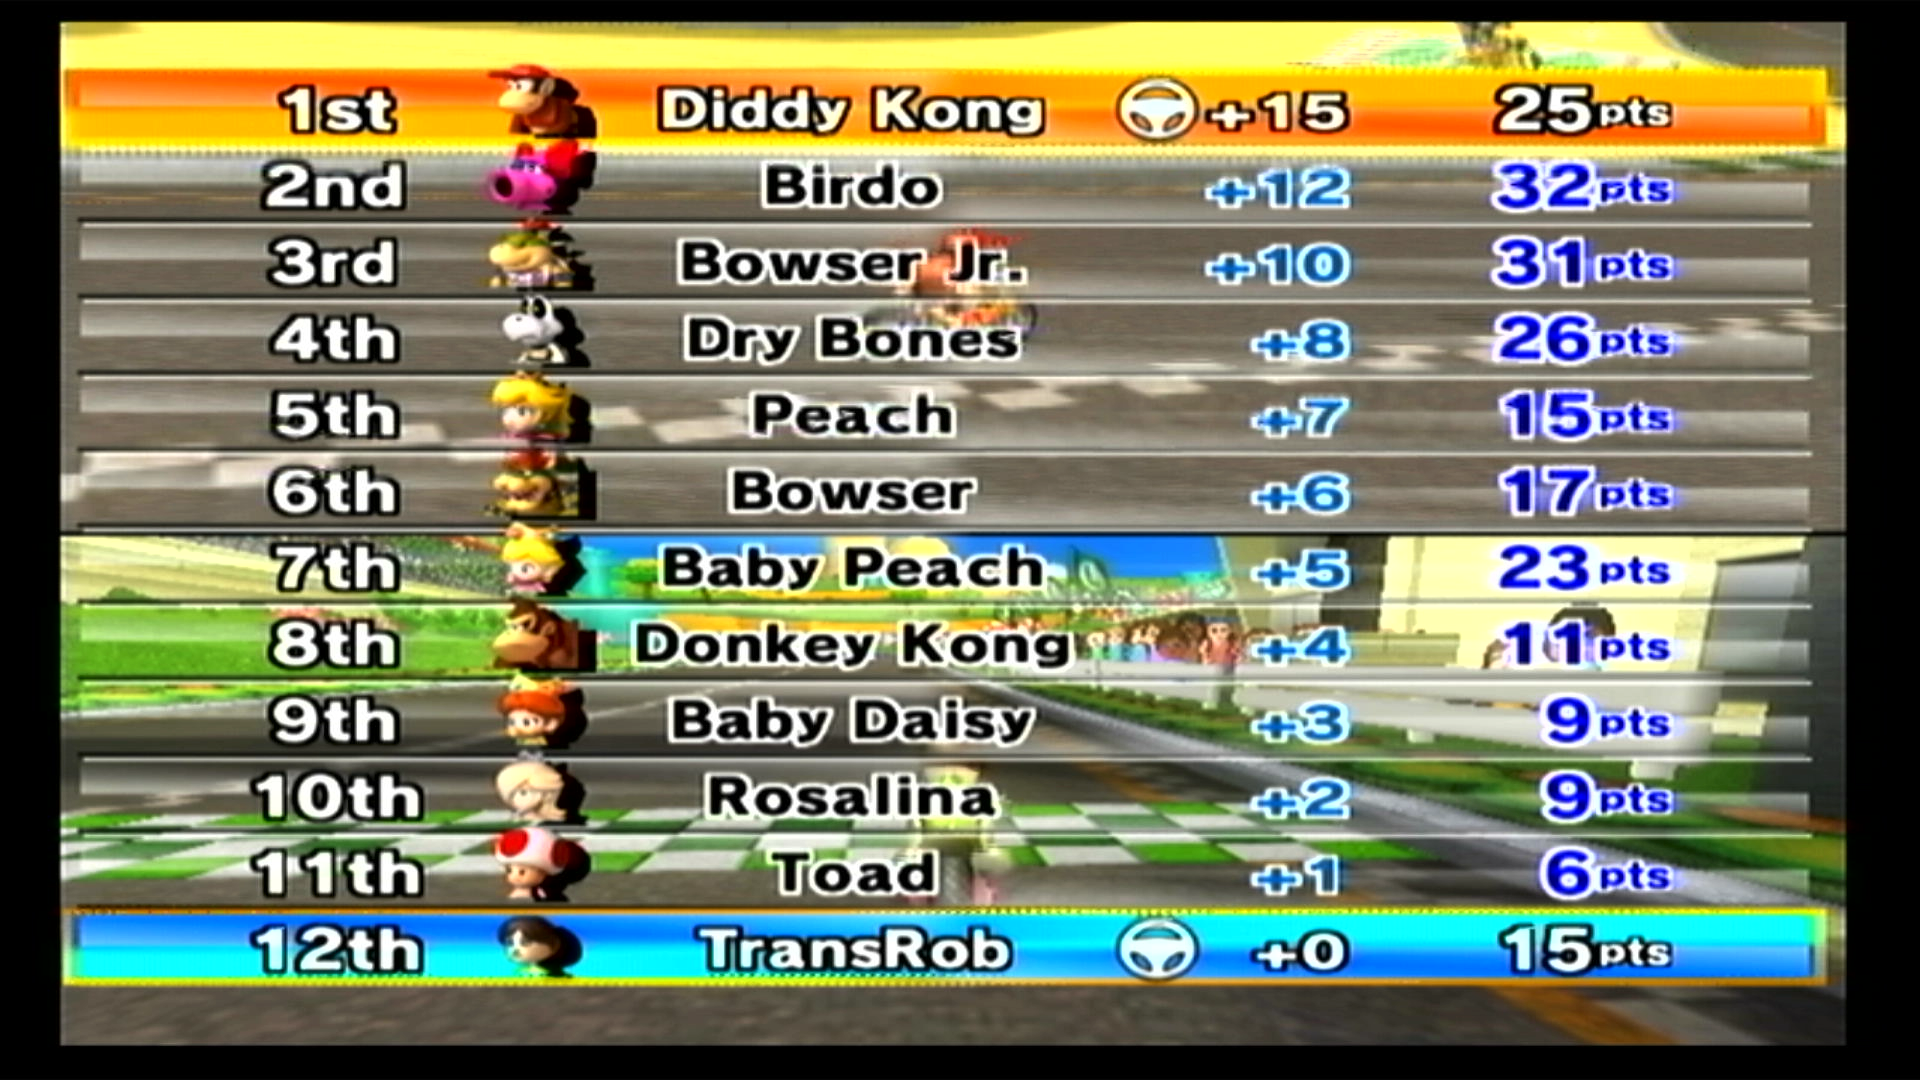 1st Diddy Kong +15 25pts
2nd Birdo +12 32pts
3rd Bowser Jr. +10 31pts
4th Dry Bones +8 26pts
5th Peach +7 15pts
6th Bowser +6 17pts
7th Baby Peach +5 23pts
8th Donkey Kong +4 11pts
9th Baby Daisy +3 9pts
10th Rosalina +2 9pts
11th Toad +1 6pts
12th TransRob +0 15pts